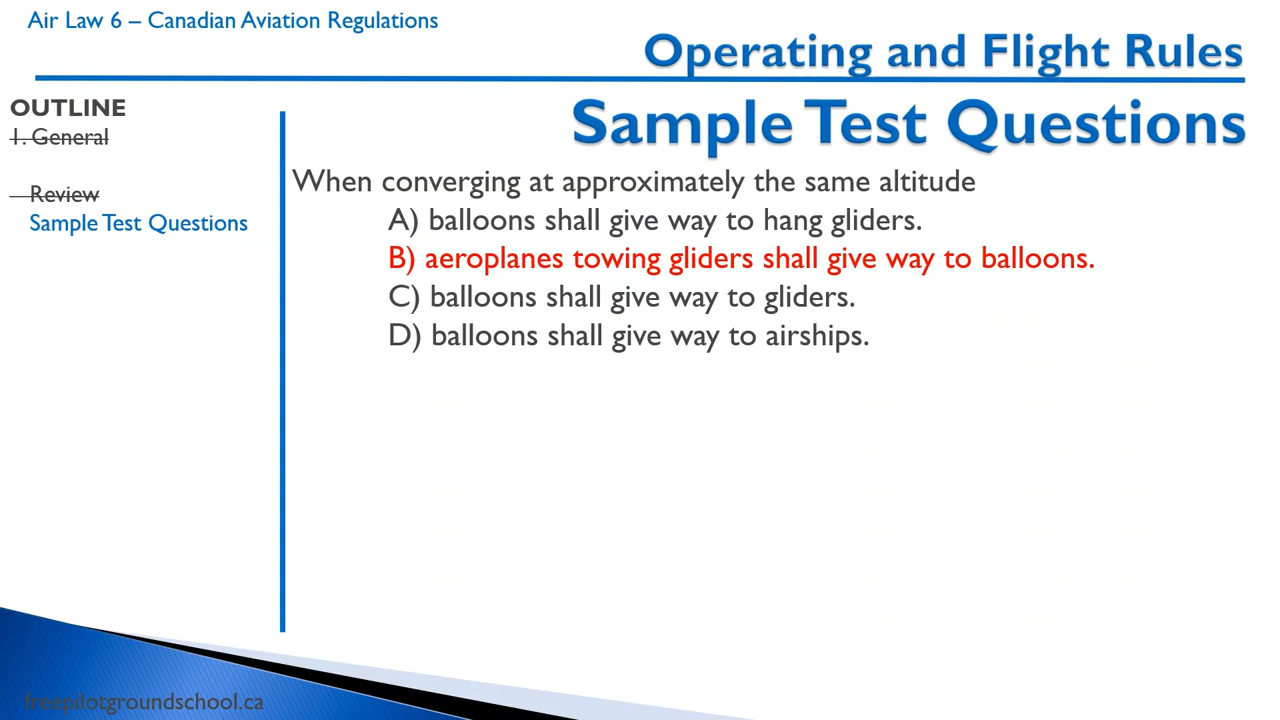 Air Law 6 – Canadian Aviation Regulations
Operating and Flight Rules
Sample Test Questions
OUTLINE
1. General
Review
Sample Test Questions
When converging at approximately the same altitude
A) balloons shall give way to hang gliders.
B) aeroplanes towing gliders shall give way to balloons.
C) balloons shall give way to gliders.
D) balloons shall give way to airships.
freepilotgroundschool.ca